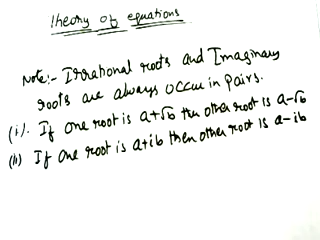 Theory of equations
Note:- Irrational roots and Imaginary
roots are always occur in pairs.
(i). If one root is a+√b then other root is a-√b
(ii) If one root is a+ib then other root is a-ib